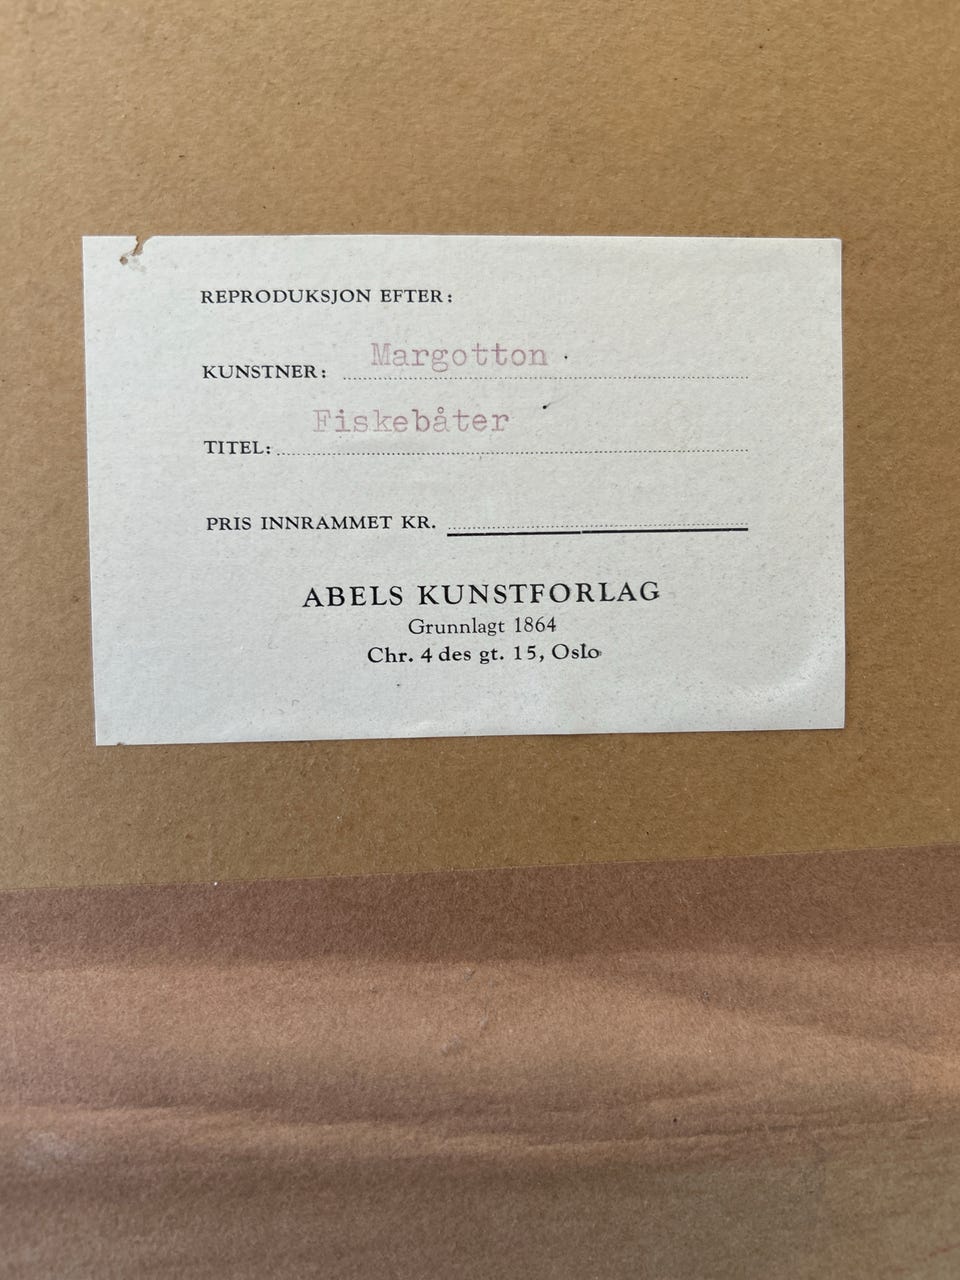 REPRODUKSJON EFTER:
KUNSTNER: Margotton
TITEL: Fiskebåter
PRIS INNRAMMET KR.
ABELS KUNSTFORLAG
Grunnlagt 1864
Chr. 4 des gt. 15, Oslo